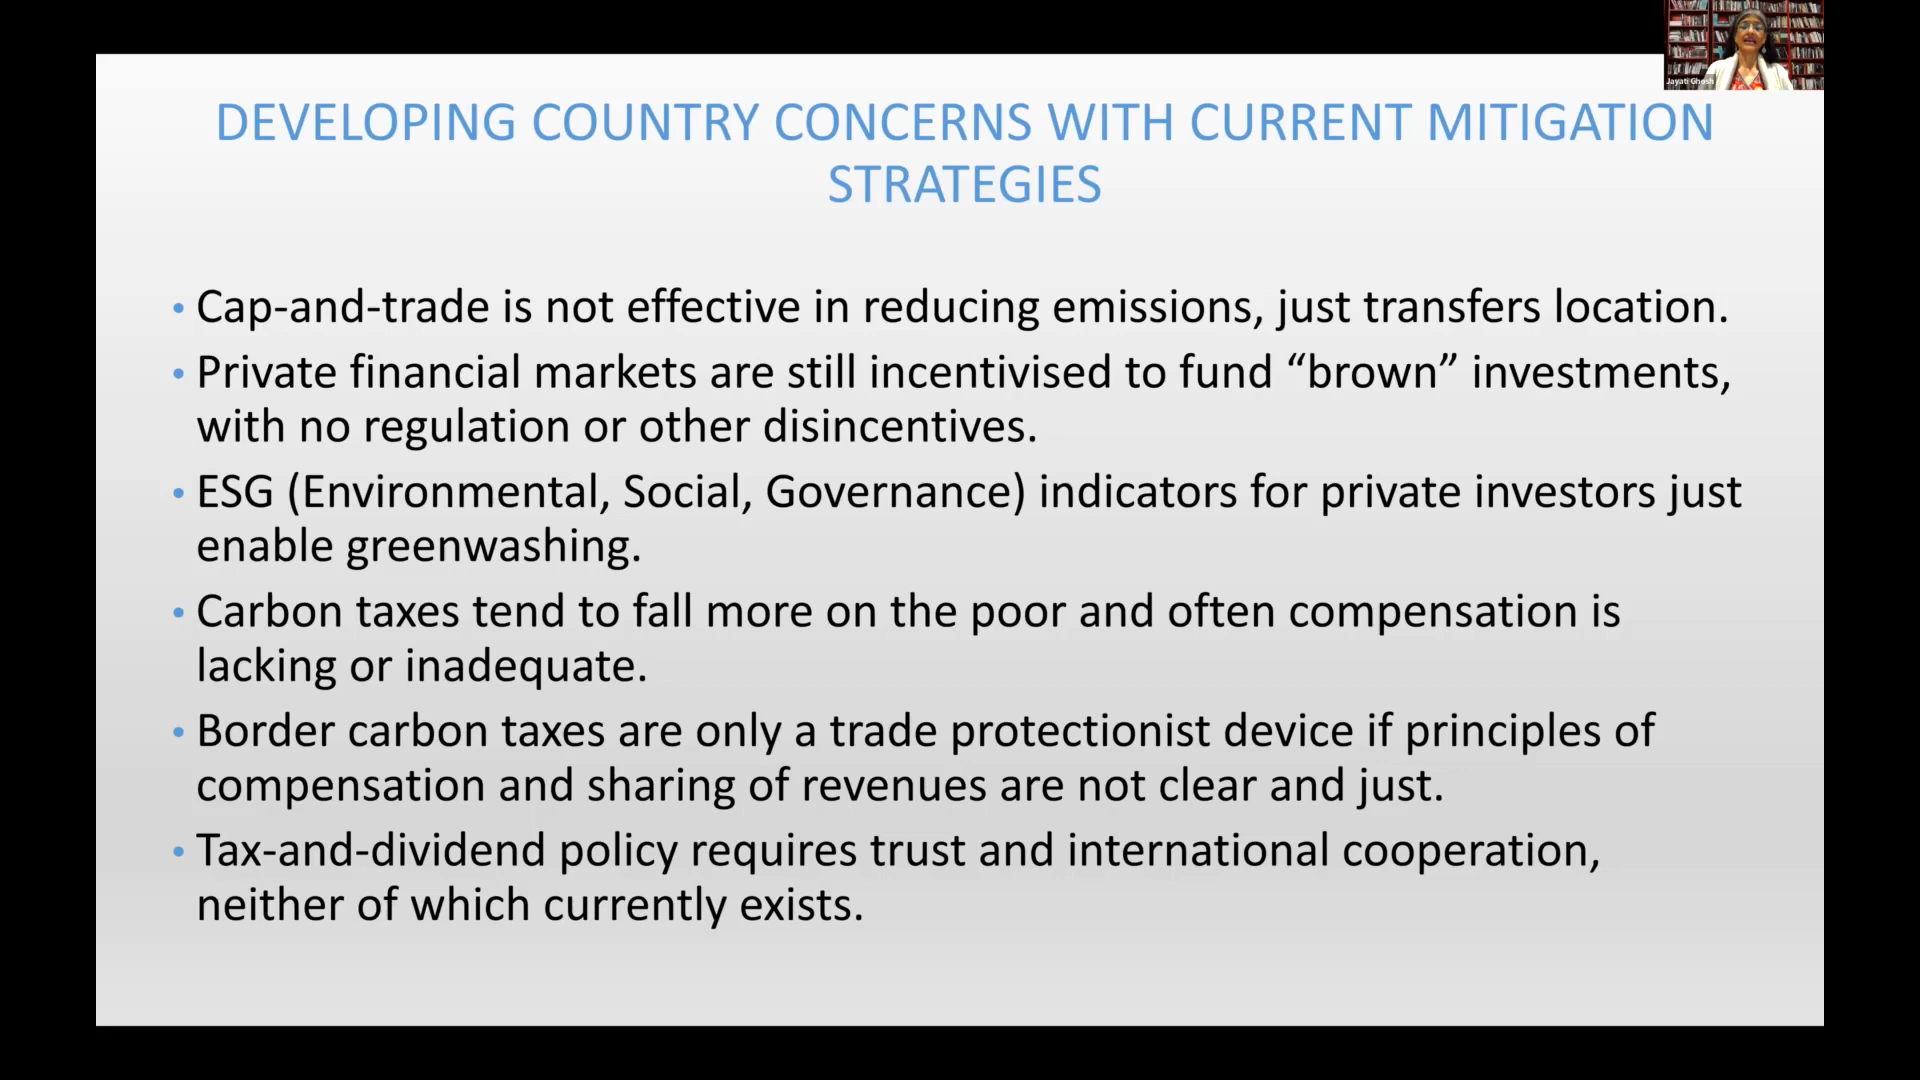 Jayati Ghosh
DEVELOPING COUNTRY CONCERNS WITH CURRENT MITIGATION
STRATEGIES
• Cap-and-trade is not effective in reducing emissions, just transfers location.
• Private financial markets are still incentivised to fund “brown” investments,
with no regulation or other disincentives.
• ESG (Environmental, Social, Governance) indicators for private investors just
enable greenwashing.
• Carbon taxes tend to fall more on the poor and often compensation is
lacking or inadequate.
• Border carbon taxes are only a trade protectionist device if principles of
compensation and sharing of revenues are not clear and just.
• Tax-and-dividend policy requires trust and international cooperation,
neither of which currently exists.